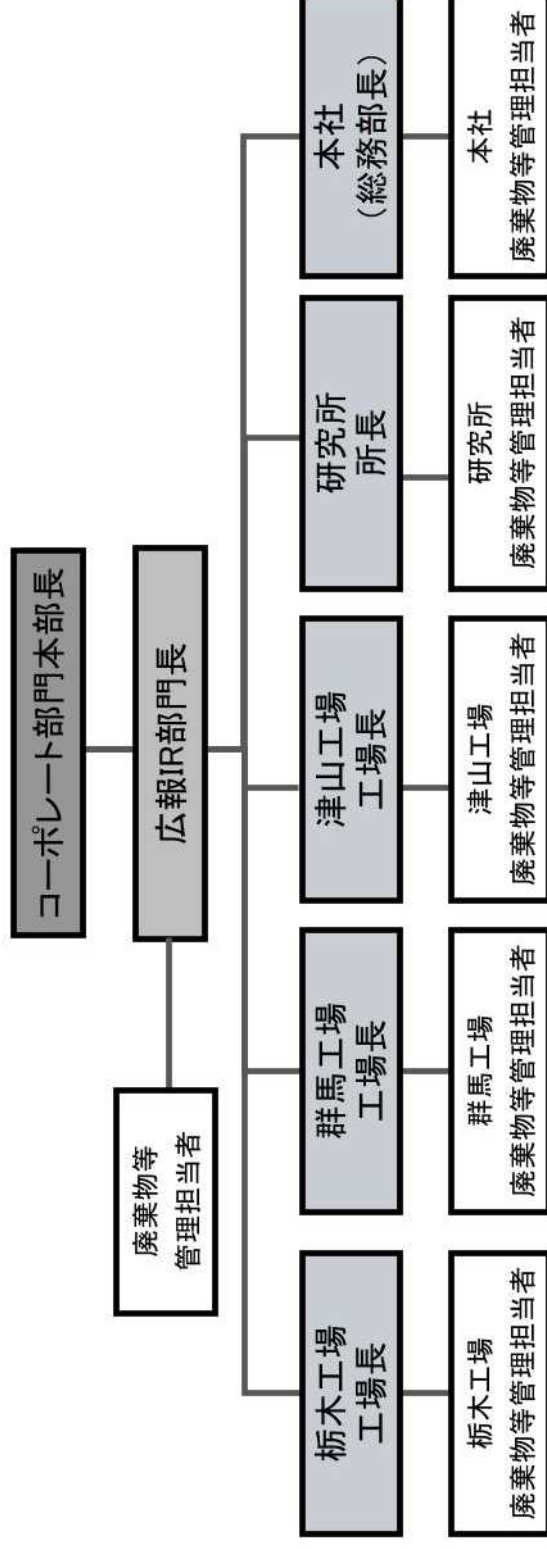 コーポレート部門本部長
広報IR部門長
廃棄物等
管理担当者
栃木工場
工場長
群馬工場
工場長
津山工場
工場長
研究所
所長
本社
(総務部長)
栃木工場
廃棄物等管理担当者
群馬工場
廃棄物等管理担当者
津山工場
廃棄物等管理担当者
研究所
廃棄物等管理担当者
本社
廃棄物等管理担当者